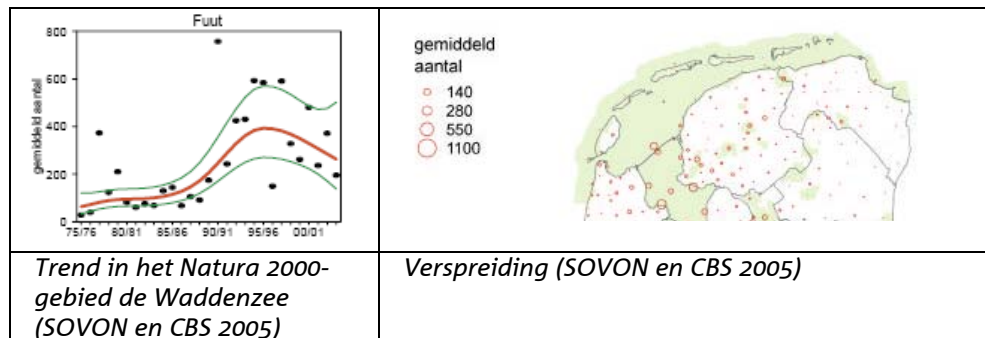 Fuut
gemiddeld aantal
800
600
400
200
0
75/76 80/81 85/86 90/91 95/96 00/01
gemiddeld
aantal
140
280
550
1100
Trend in het Natura 2000-
gebied de Waddenzee
(SOVON en CBS 2005)
Verspreiding (SOVON en CBS 2005)